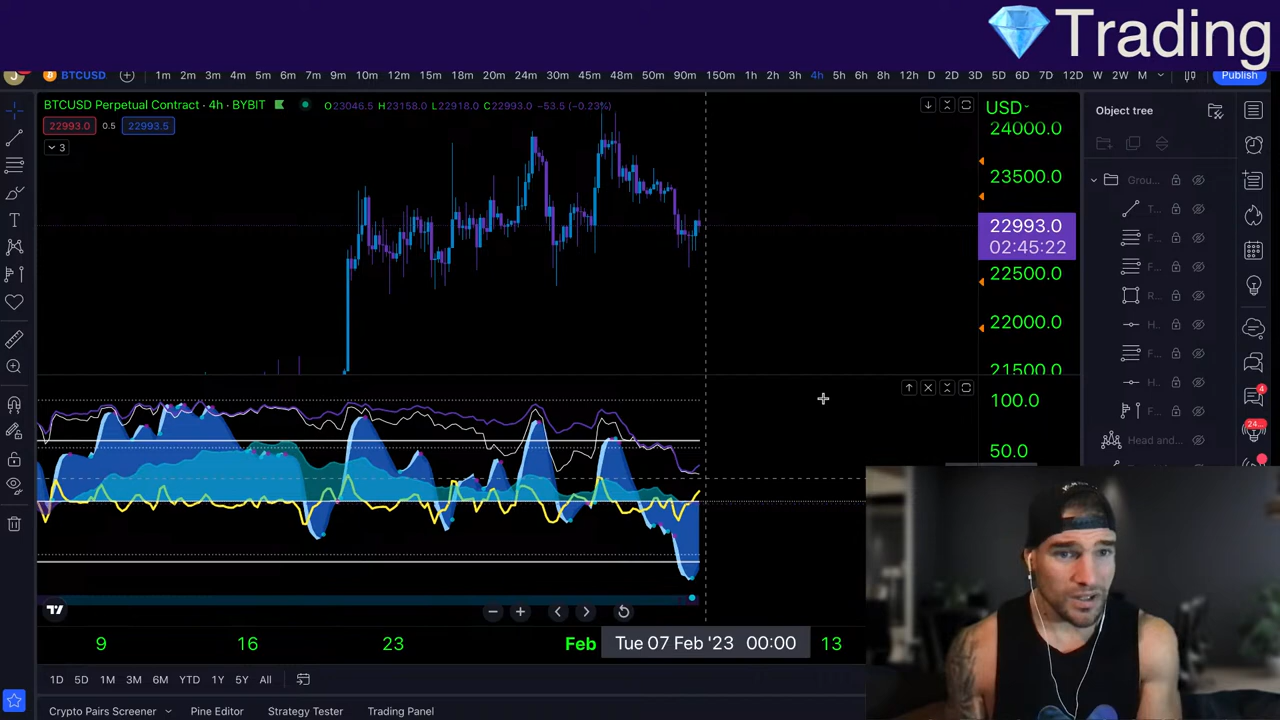 💎Trading
BTCUSD 1m 2m 3m 4m 5m 6m 7m 9m 10m 12m 15m 18m 20m 24m 30m 45m 48m 50m 90m 150m 1h 2h 3h 4h 5h 6h 8h 12h D 2D 3D 5D 6D 7D 12D W 2W M Publish
BTCUSD Perpetual Contract · 4h · BYBIT O23046.5 H23158.0 L22918.0 C22993.0 -53.5 (-0.23%)
22993.0 0.5 22993.5
3
USD
24000.0
23500.0
22993.0
02:45:22
22500.0
22000.0
21500.0
100.0
50.0
Object tree
Grou...
T...
F...
F...
R...
H...
F...
H...
F...
Head and...
4
24...
9 16 23 Feb Tue 07 Feb '23 00:00 13
1D 5D 1M 3M 6M YTD 1Y 5Y All
Crypto Pairs Screener Pine Editor Strategy Tester Trading Panel